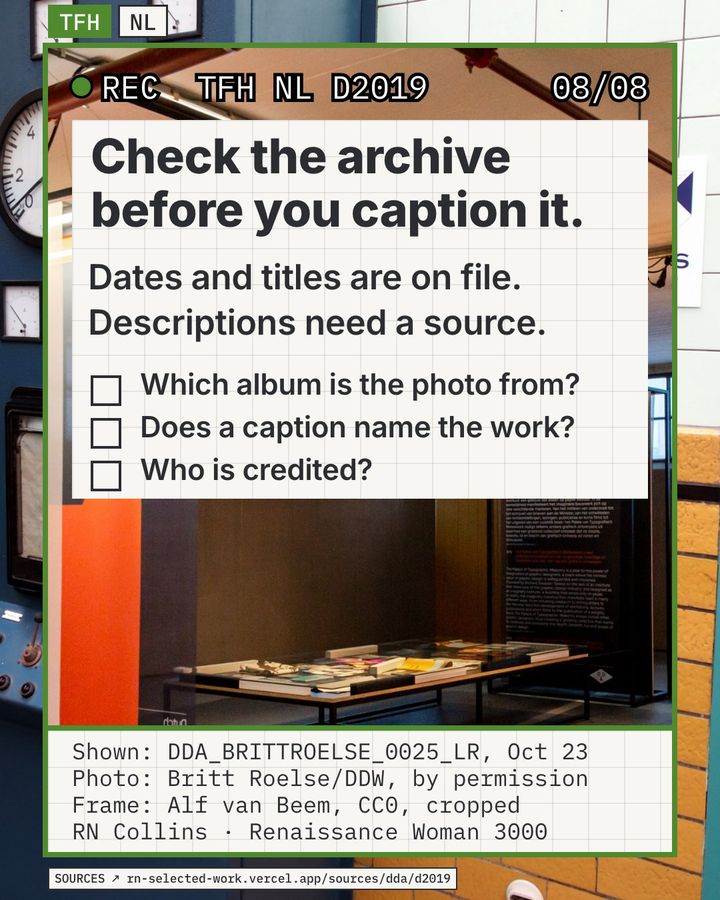 TFH NL
REC TFH NL D2019 08/08
Check the archive
before you caption it.
Dates and titles are on file.
Descriptions need a source.
Which album is the photo from?
Does a caption name the work?
Who is credited?
Shown: DDA_BRITTROELSE_0025_LR, Oct 23
Photo: Britt Roelse/DDW, by permission
Frame: Alf van Beem, CC0, cropped
RN Collins · Renaissance Woman 3000
SOURCES ↗ rn-selected-work.vercel.app/sources/dda/d2019